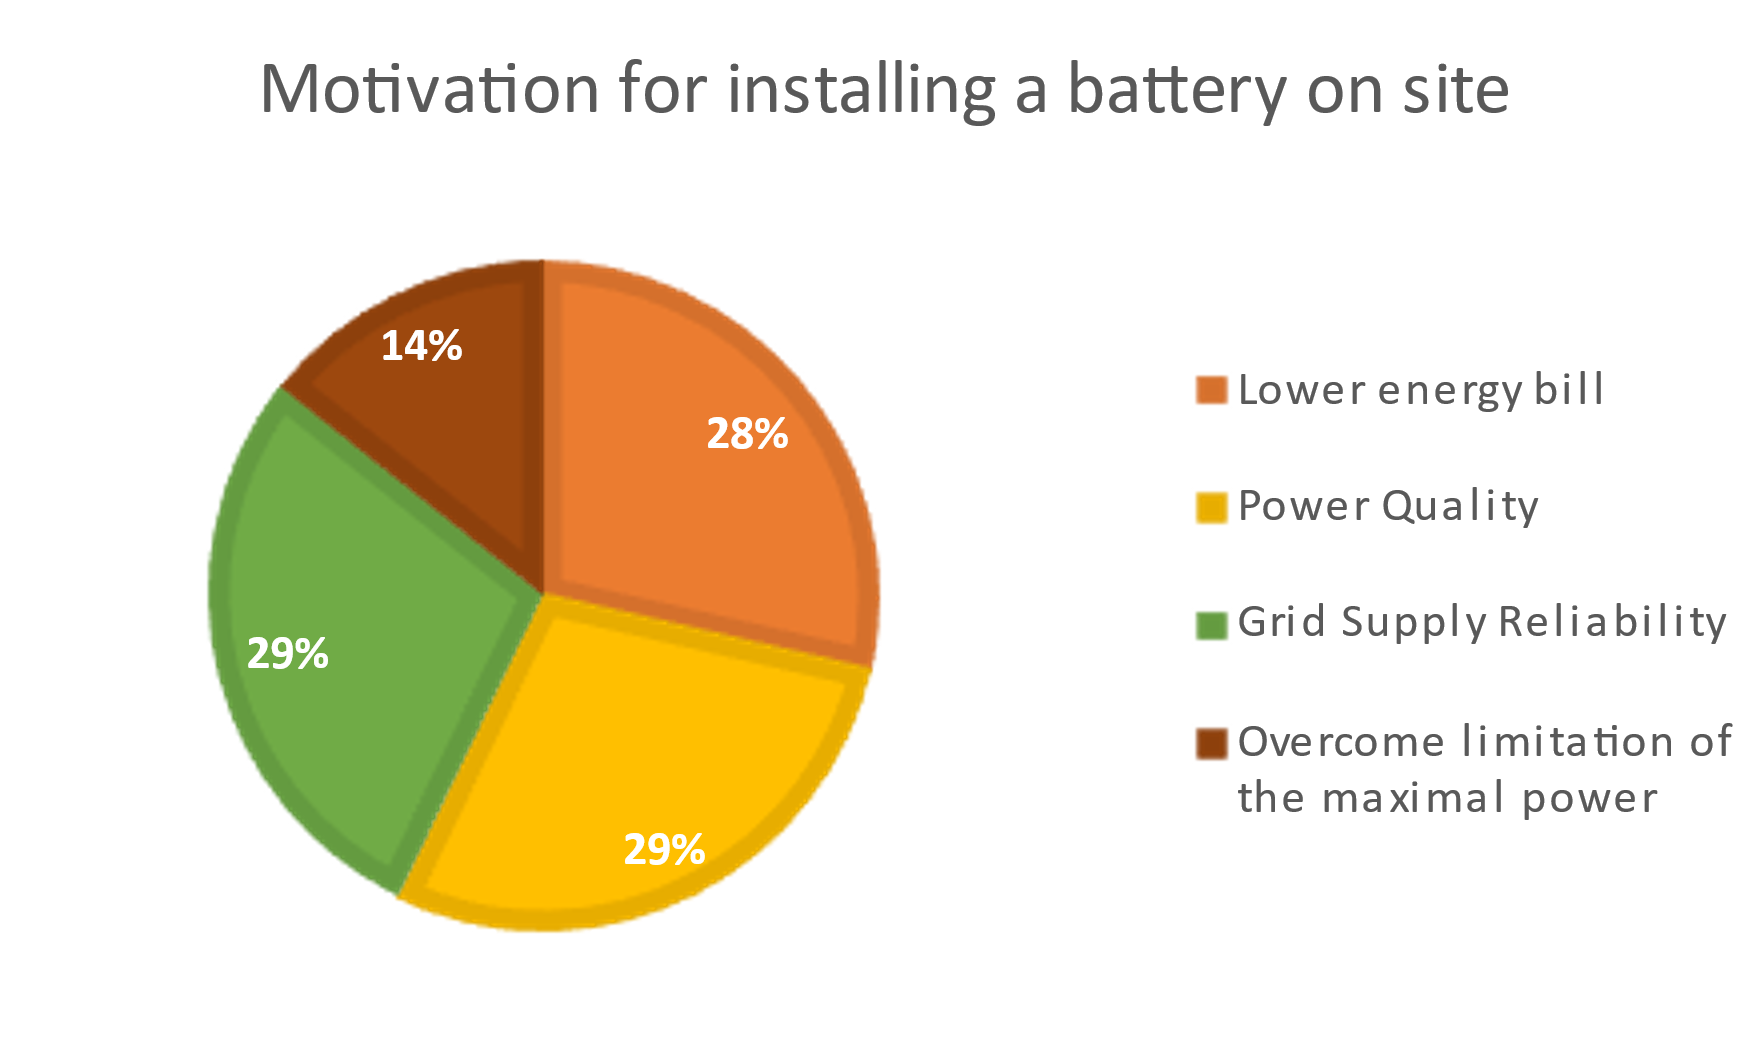 Motivation for installing a battery on site
14%
28%
29%
29%
Lower energy bill
Power Quality
Grid Supply Reliability
Overcome limitation of
the maximal power